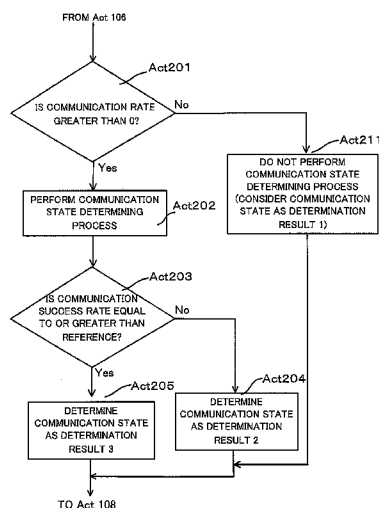 FROM Act 106
Act201
IS COMMUNICATION RATE
GREATER THAN 0?
No
Yes
Act211
DO NOT PERFORM
COMMUNICATION STATE
DETERMINING PROCESS
(CONSIDER COMMUNICATION
STATE AS DETERMINATION
RESULT 1)
PERFORM COMMUNICATION
STATE DETERMINING
PROCESS
Act202
Act203
IS COMMUNICATION
SUCCESS RATE EQUAL
TO OR GREATER THAN
REFERENCE?
No
Yes
Act205
Act204
DETERMINE
COMMUNICATION STATE
AS DETERMINATION
RESULT 3
DETERMINE
COMMUNICATION STATE
AS DETERMINATION
RESULT 2
TO Act 108